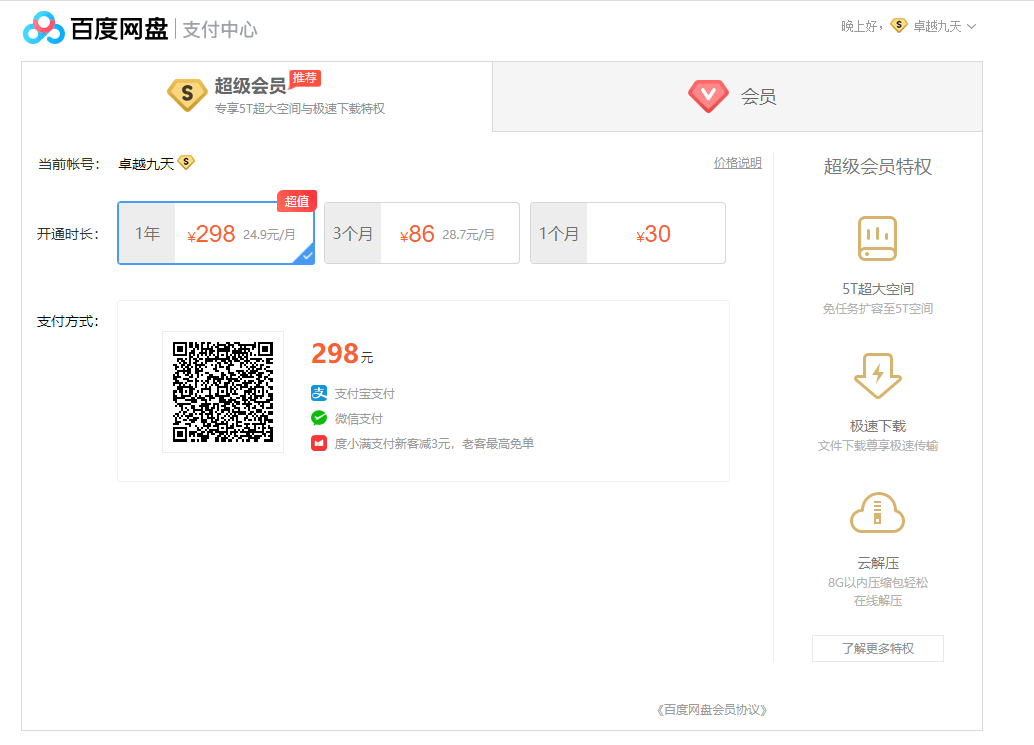 百度网盘 支付中心
晚上好， S 卓越九天
超级会员 推荐
专享5T超大空间与极速下载特权
V 会员
当前帐号： 卓越九天 S
价格说明
开通时长：
超值
1年 ¥298 24.9元/月
3个月 ¥86 28.7元/月
1个月 ¥30
支付方式：
298元
支付宝支付
微信支付
度小满支付新客减3元，老客最高免单
超级会员特权
5T超大空间
免任务扩容至5T空间
极速下载
文件下载尊享极速传输
云解压
8G以内压缩包轻松
在线解压
了解更多特权
《百度网盘会员协议》